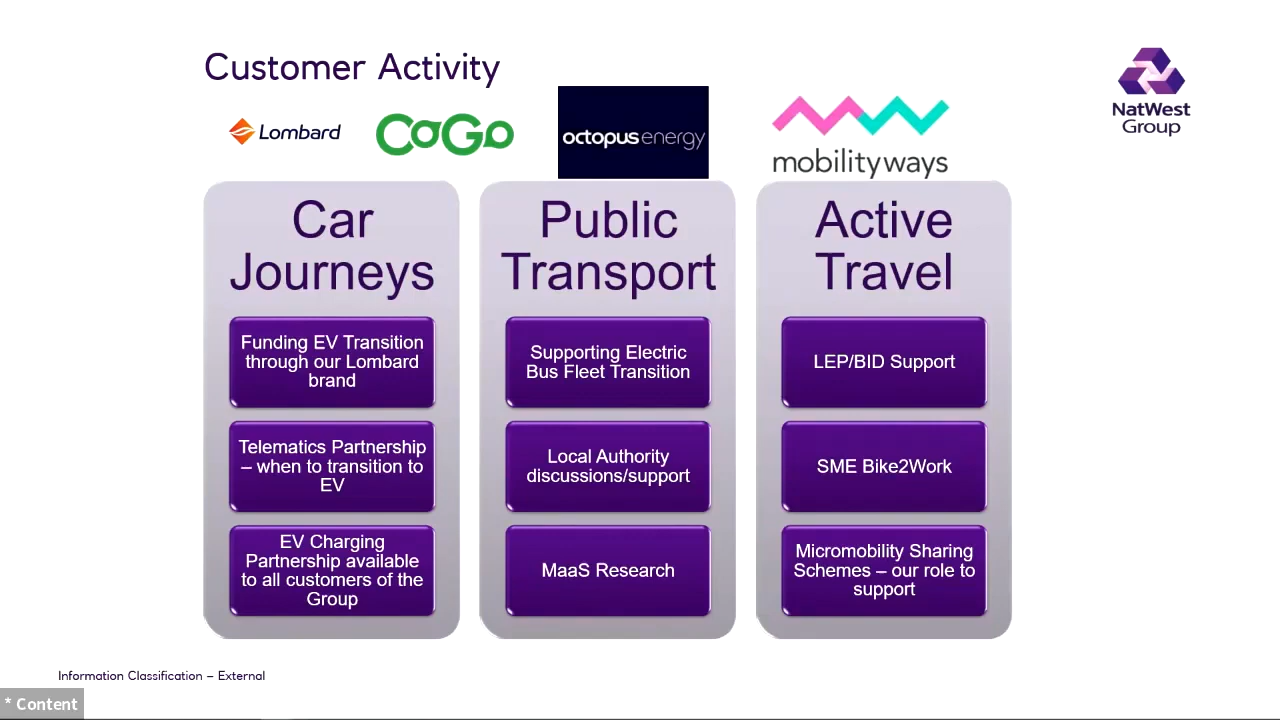 Customer Activity
Lombard
CoGo
octopus energy
mobilityways
NatWest
Group
Car
Journeys
Funding EV Transition
through our Lombard
brand
Telematics Partnership
– when to transition to
EV
EV Charging
Partnership available
to all customers of the
Group
Public
Transport
Supporting Electric
Bus Fleet Transition
Local Authority
discussions/support
MaaS Research
Active
Travel
LEP/BID Support
SME Bike2Work
Micromobility Sharing
Schemes – our role to
support
Information Classification – External
* Content